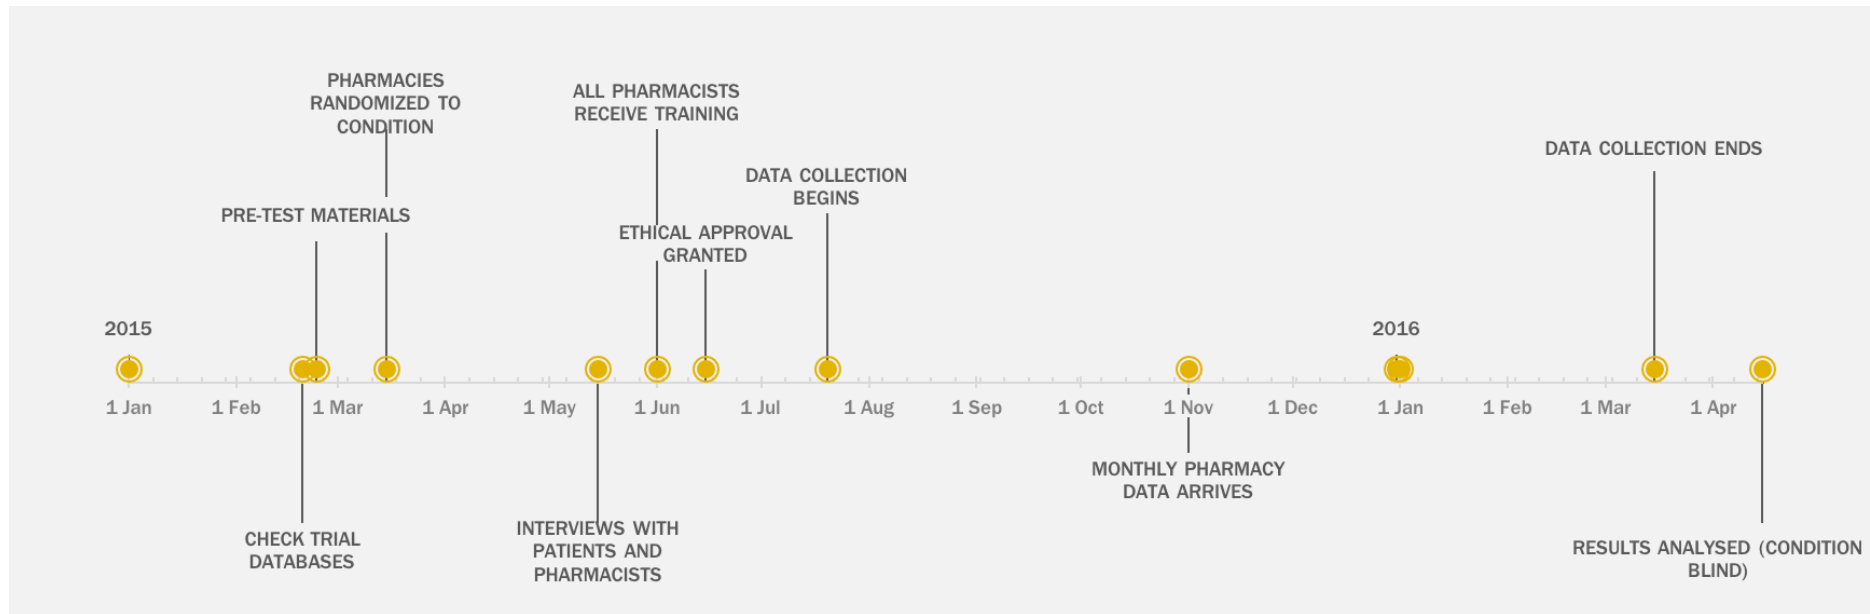 PHARMACIES
RANDOMIZED TO
CONDITION
ALL PHARMACISTS
RECEIVE TRAINING
DATA COLLECTION ENDS
DATA COLLECTION
BEGINS
PRE-TEST MATERIALS
ETHICAL APPROVAL
GRANTED
2015
2016
1 Jan
1 Feb
1 Mar
1 Apr
1 May
1 Jun
1 Jul
1 Aug
1 Sep
1 Oct
1 Nov
1 Dec
1 Jan
1 Feb
1 Mar
1 Apr
MONTHLY PHARMACY
DATA ARRIVES
CHECK TRIAL
DATABASES
INTERVIEWS WITH
PATIENTS AND
PHARMACISTS
RESULTS ANALYSED (CONDITION
BLIND)